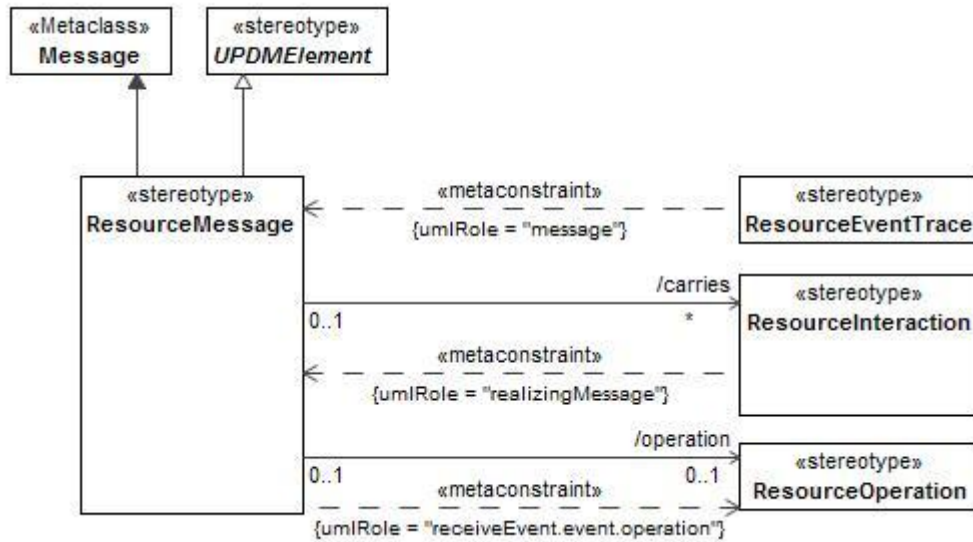 «Metaclass»
Message
«stereotype»
UPDMElement
«stereotype»
ResourceMessage
«metaconstraint»
{umlRole = "message"}
«stereotype»
ResourceEventTrace
/carries
0..1
*
«stereotype»
ResourceInteraction
«metaconstraint»
{umlRole = "realizingMessage"}
/operation
0..1
0..1
«stereotype»
ResourceOperation
«metaconstraint»
{umlRole = "receiveEvent.event.operation"}